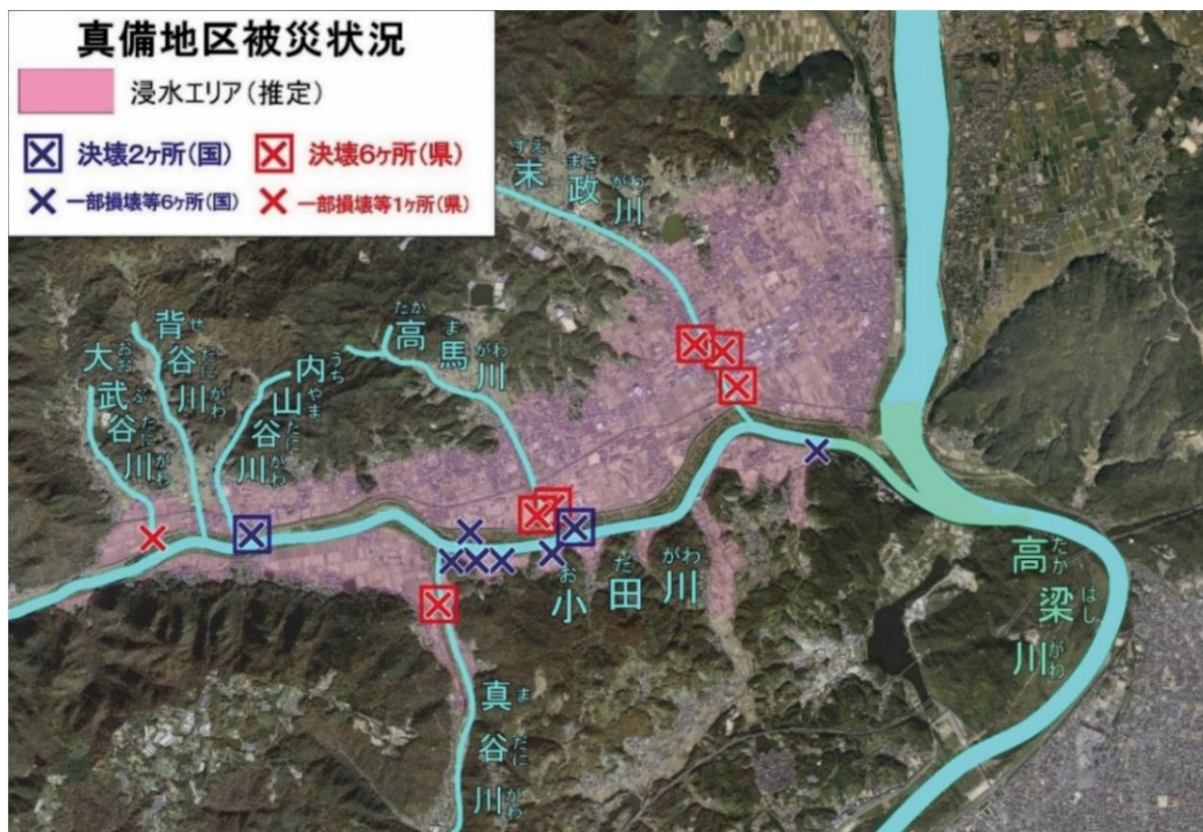 真備地区被災状況
浸水エリア(推定)
決壊2ヶ所(国)
決壊6ヶ所(県)
一部損壊等6ヶ所(国)
一部損壊等1ヶ所(県)
末政川
すえまさがわ
高馬川
たかまがわ
背谷川
せたにがわ
大武谷川
おおぶたにがわ
内山谷川
うちやまたにがわ
小田川
おだがわ
高梁川
たかはしがわ
真谷川
まだにがわ